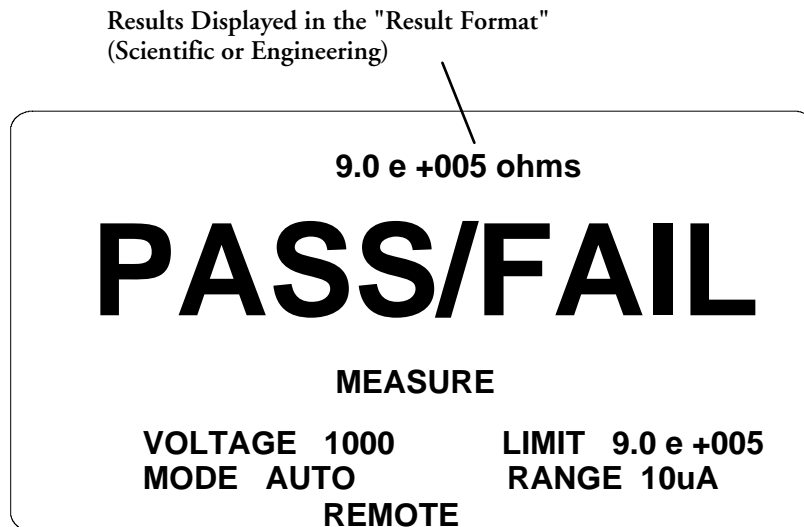 Results Displayed in the "Result Format"
(Scientific or Engineering)
9.0 e +005 ohms
PASS/FAIL
MEASURE
VOLTAGE 1000 LIMIT 9.0 e +005
MODE AUTO RANGE 10uA
REMOTE